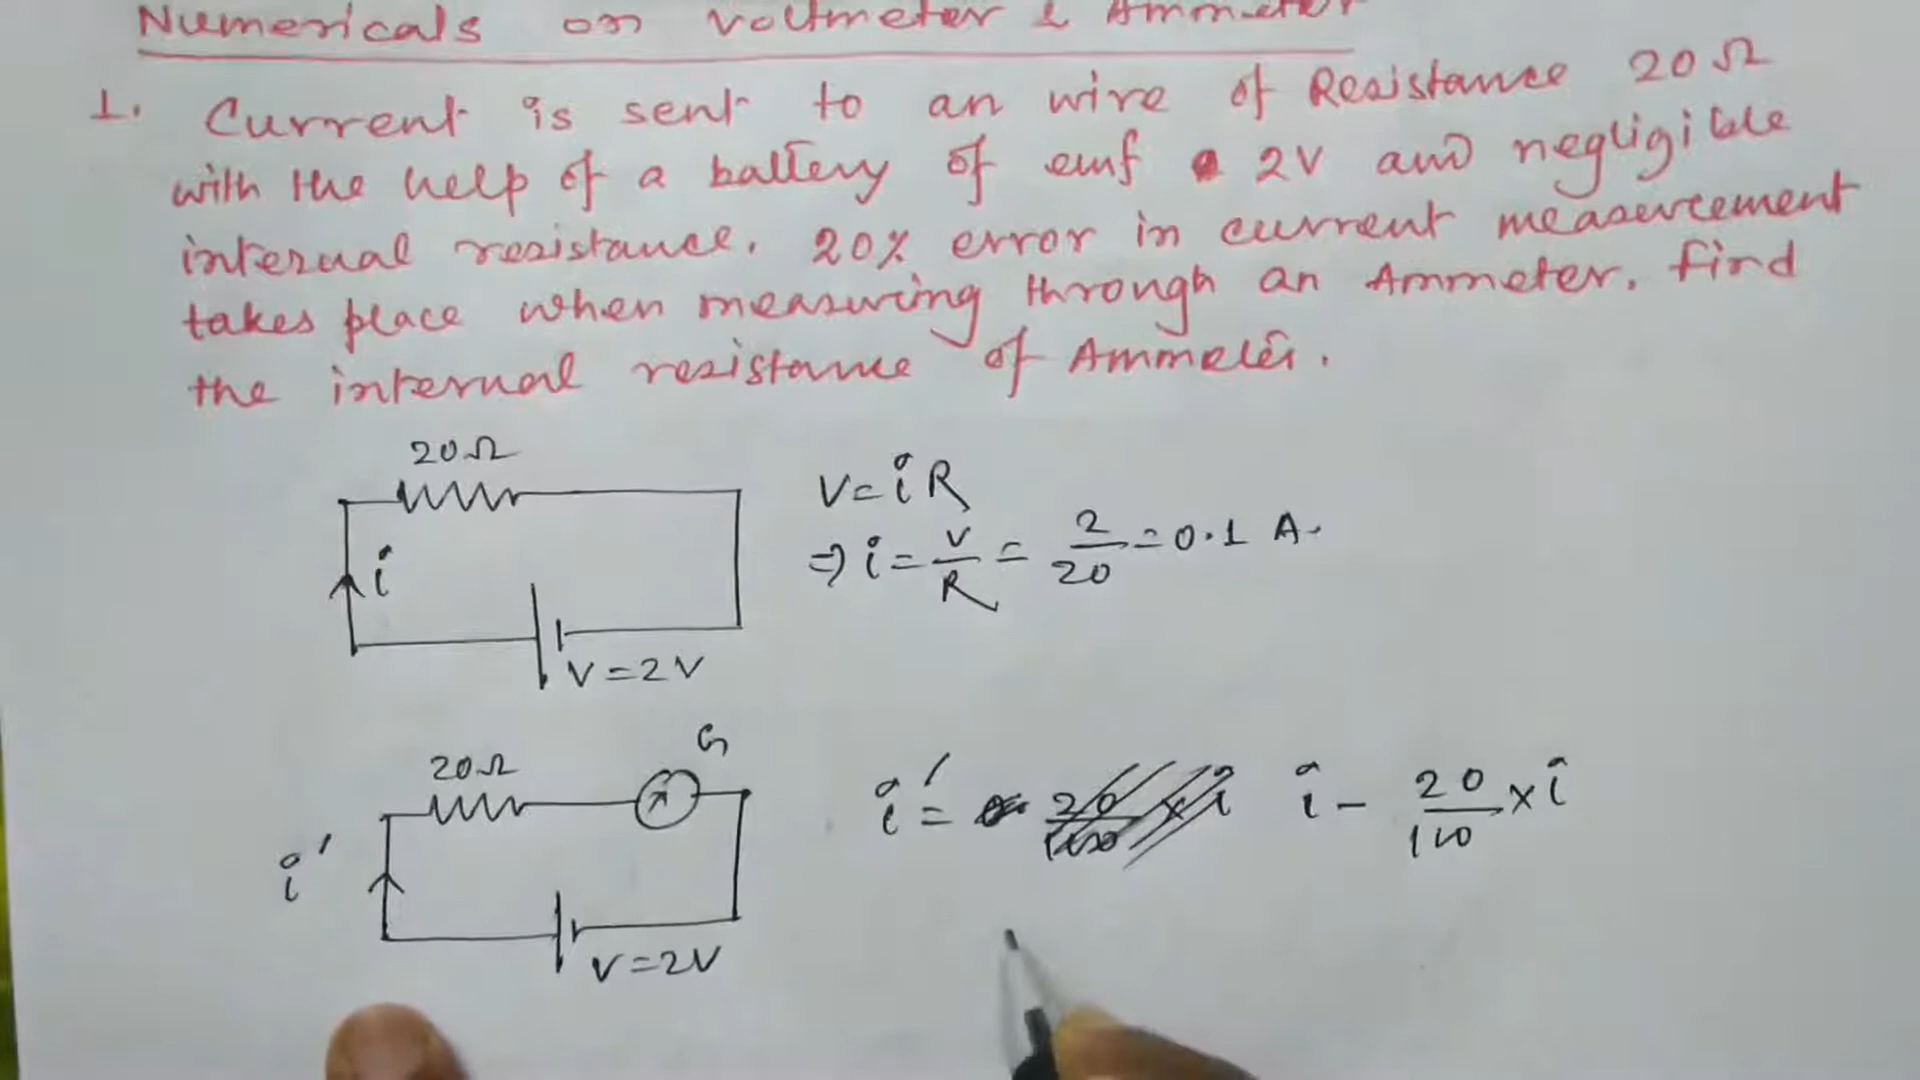 Numericals on Voltmeter & Ammeter
1. Current is sent to an wire of Resistance 20Ω
with the help of a battery of emf 2V and negligible
internal resistance. 20% error in current measurement
takes place when measuring through an Ammeter. find
the internal resistance of Ammeter.
20Ω
V=iR
⇒ i = V/R = 2/20 = 0.1 A.
i
V=2V
G
20Ω
i' = i - 20/100 × i
i'
V=2V